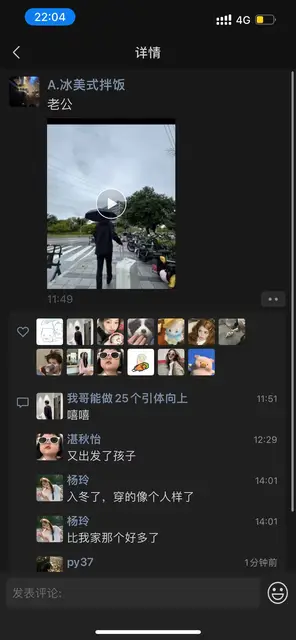 22:04
4G
详情
A.冰美式拌饭
老公
11:49
我哥能做25个引体向上
11:51
嘻嘻
湛秋怡
12:29
又出发了孩子
杨玲
14:01
入冬了，穿的像个人样了
杨玲
14:01
比我家那个好多了
py37
1分钟前
发表评论: